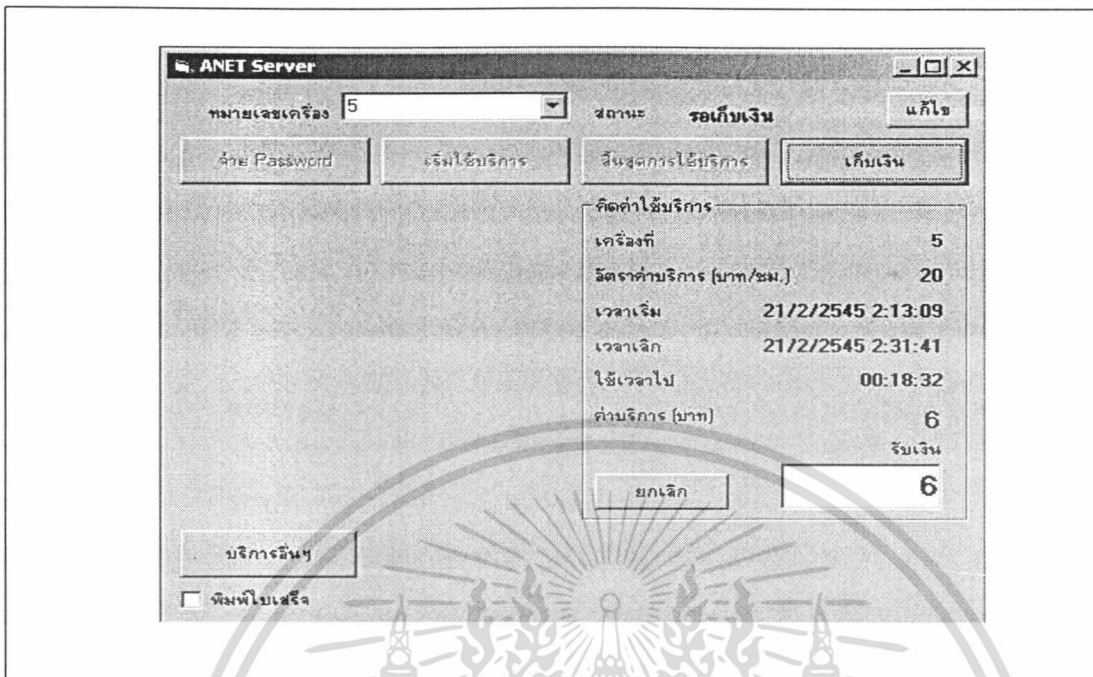 ANET Server
หมายเลขเครื่อง 5 สถานะ รอเก็บเงิน แก้ไข
จ่าย Password เริ่มใช้บริการ สิ้นสุดการใช้บริการ เก็บเงิน
คิดค่าใช้บริการ
เครื่องที่ 5
อัตราค่าบริการ (บาท/ชม.) 20
เวลาเริ่ม 21/2/2545 2:13:09
เวลาเลิก 21/2/2545 2:31:41
ใช้เวลาไป 00:18:32
ค่าบริการ (บาท) 6
รับเงิน
ยกเลิก 6
บริการอื่นๆ
พิมพ์ใบเสร็จ